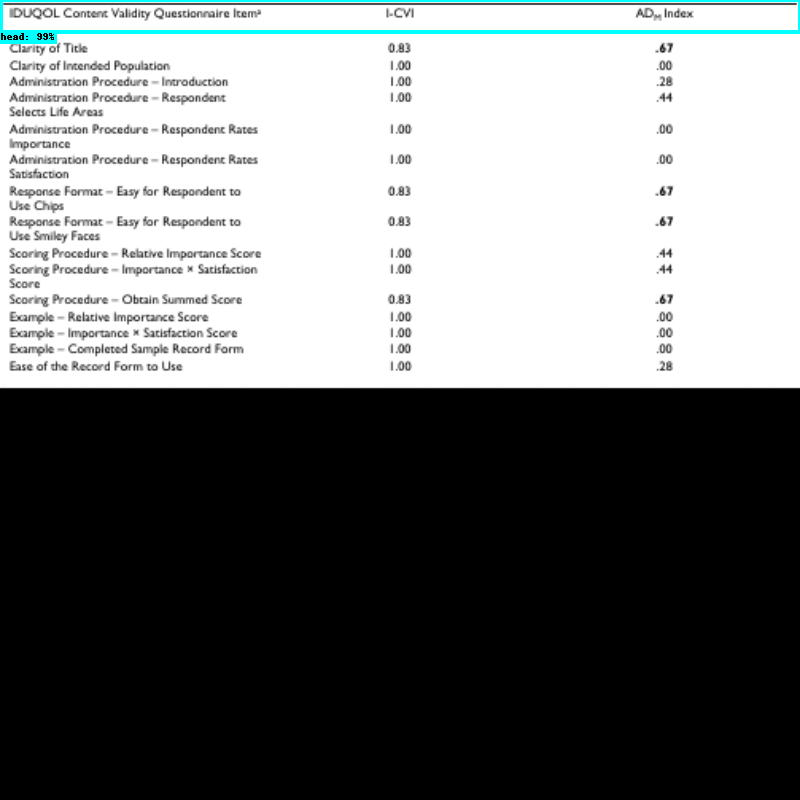 IDUQOL Content Validity Questionnaire Itemᵃ I-CVI ADM Index
head: 99%
Clarity of Title 0.83 .67
Clarity of Intended Population 1.00 .00
Administration Procedure – Introduction 1.00 .28
Administration Procedure – Respondent 1.00 .44
Selects Life Areas
Administration Procedure – Respondent Rates 1.00 .00
Importance
Administration Procedure – Respondent Rates 1.00 .00
Satisfaction
Response Format – Easy for Respondent to 0.83 .67
Use Chips
Response Format – Easy for Respondent to 0.83 .67
Use Smiley Faces
Scoring Procedure – Relative Importance Score 1.00 .44
Scoring Procedure – Importance × Satisfaction 1.00 .44
Score
Scoring Procedure – Obtain Summed Score 0.83 .67
Example – Relative Importance Score 1.00 .00
Example – Importance × Satisfaction Score 1.00 .00
Example – Completed Sample Record Form 1.00 .00
Ease of the Record Form to Use 1.00 .28